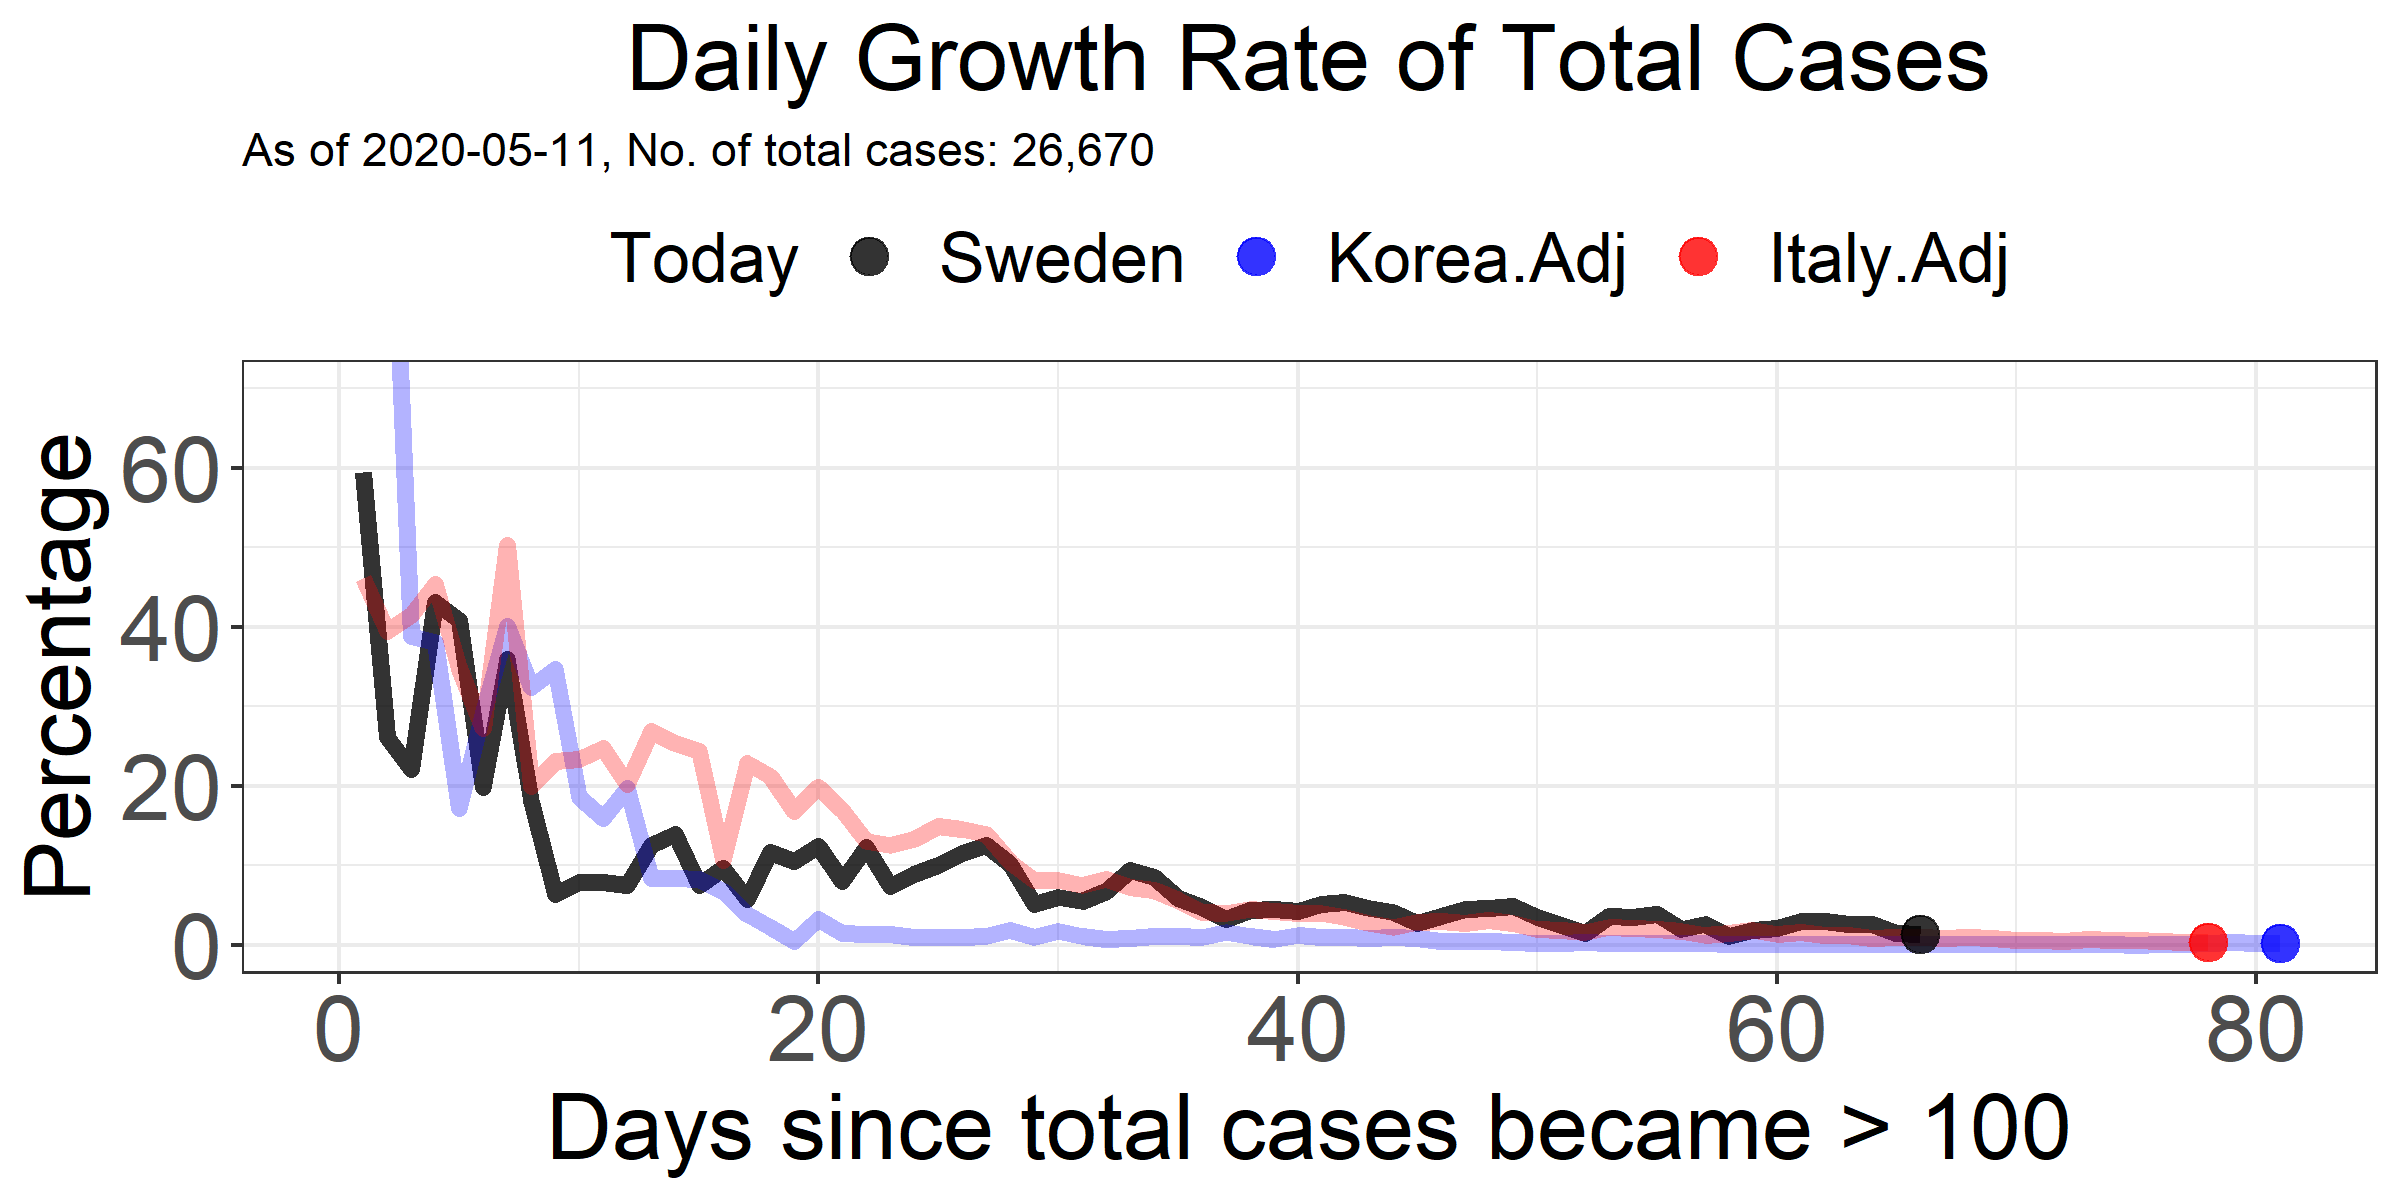 Daily Growth Rate of Total Cases
As of 2020-05-11, No. of total cases: 26,670
Today Sweden Korea.Adj Italy.Adj
Percentage
60
40
20
0
0 20 40 60 80
Days since total cases became > 100